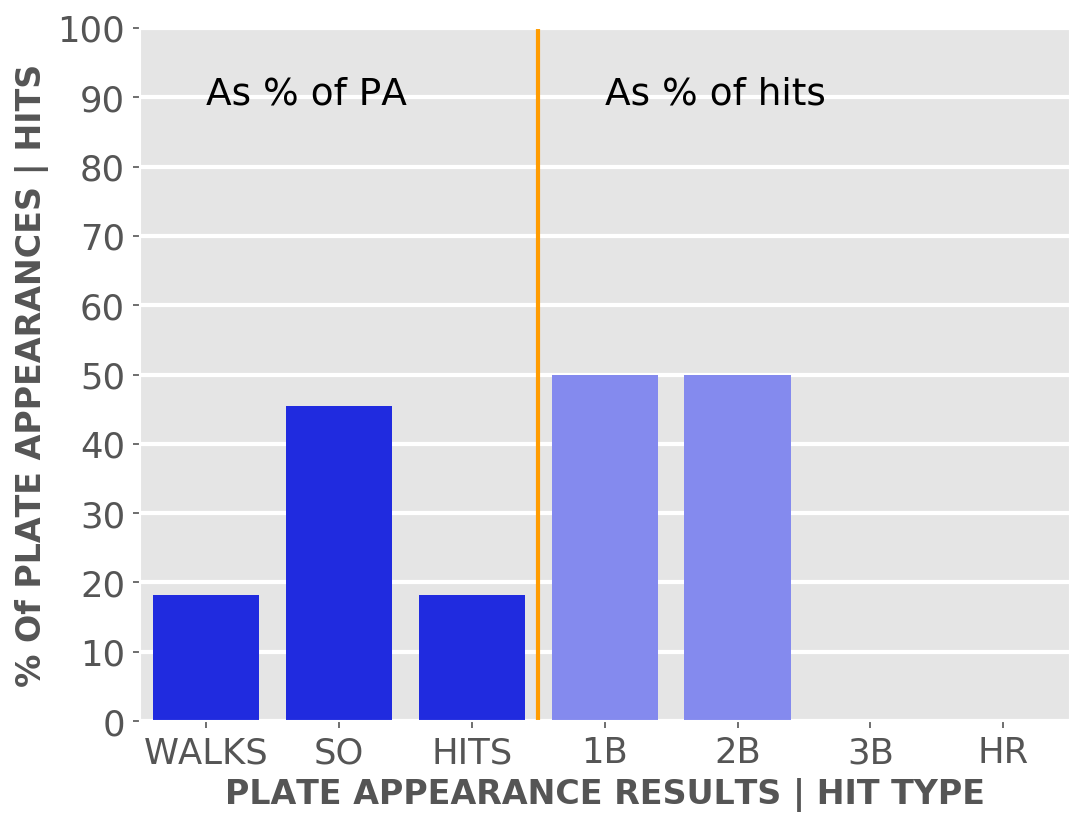 100
90
80
70
60
50
40
30
20
10
0
% Of PLATE APPEARANCES | HITS
As % of PA
As % of hits
WALKS SO HITS 1B 2B 3B HR
PLATE APPEARANCE RESULTS | HIT TYPE